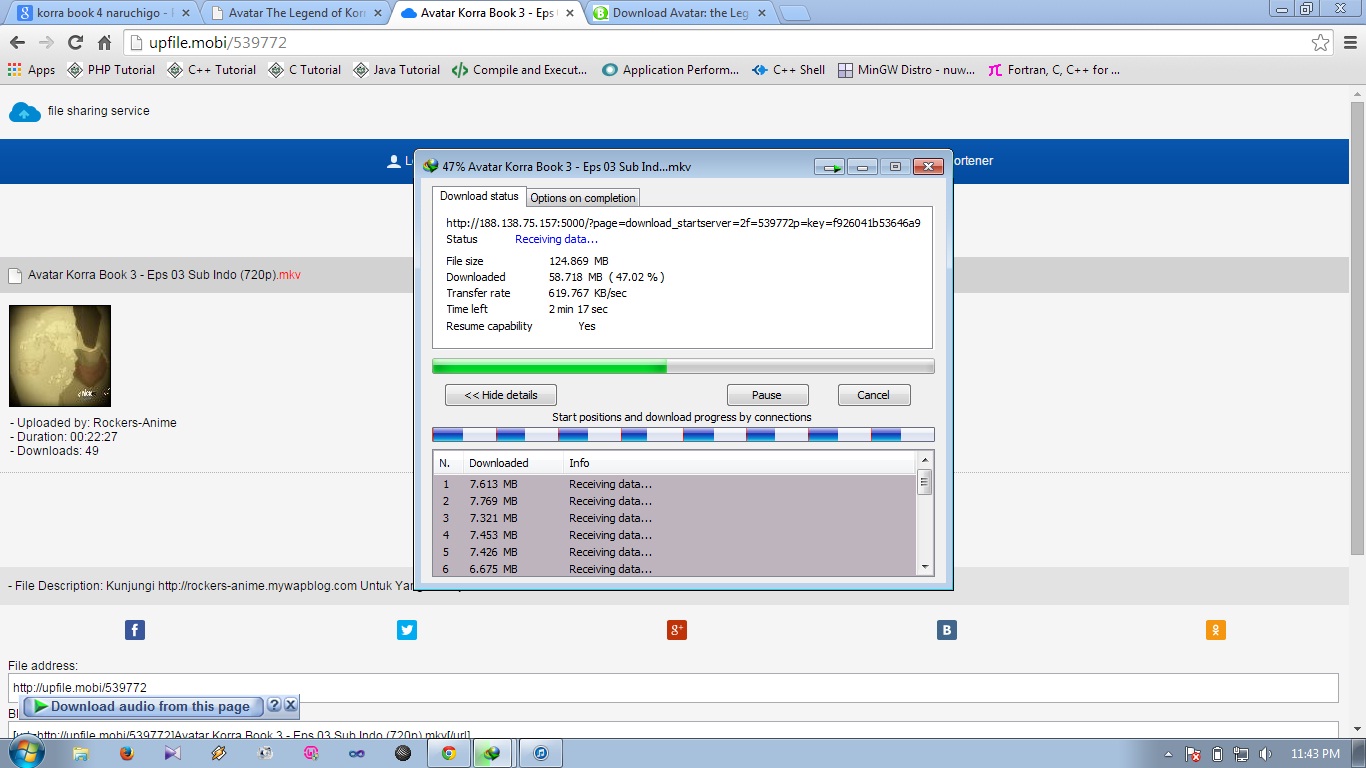 korra book 4 naruchigo -
Avatar The Legend of Kor
Avatar Korra Book 3 - Eps
Download Avatar: the Leg
upfile.mobi/539772
Apps
PHP Tutorial
C++ Tutorial
C Tutorial
Java Tutorial
Compile and Execut...
Application Perform...
C++ Shell
MinGW Distro - nuw...
Fortran, C, C++ for ...
file sharing service
ortener
47% Avatar Korra Book 3 - Eps 03 Sub Ind...mkv
Download status
Options on completion
http://188.138.75.157:5000/?page=download_startserver=2f=539772p=key=f926041b53646a9
Status Receiving data...
File size 124.869 MB
Downloaded 58.718 MB ( 47.02 % )
Transfer rate 619.767 KB/sec
Time left 2 min 17 sec
Resume capability Yes
<< Hide details
Pause
Cancel
Start positions and download progress by connections
N. Downloaded Info
1 7.613 MB Receiving data...
2 7.769 MB Receiving data...
3 7.321 MB Receiving data...
4 7.453 MB Receiving data...
5 7.426 MB Receiving data...
6 6.675 MB Receiving data...
Avatar Korra Book 3 - Eps 03 Sub Indo (720p).mkv
- Uploaded by: Rockers-Anime
- Duration: 00:22:27
- Downloads: 49
- File Description: Kunjungi http://rockers-anime.mywapblog.com Untuk Yan
File address:
http://upfile.mobi/539772
Download audio from this page
Bl
[url=http://upfile.mobi/539772]Avatar Korra Book 3 - Eps 03 Sub Indo (720p).mkv[/url]
11:43 PM